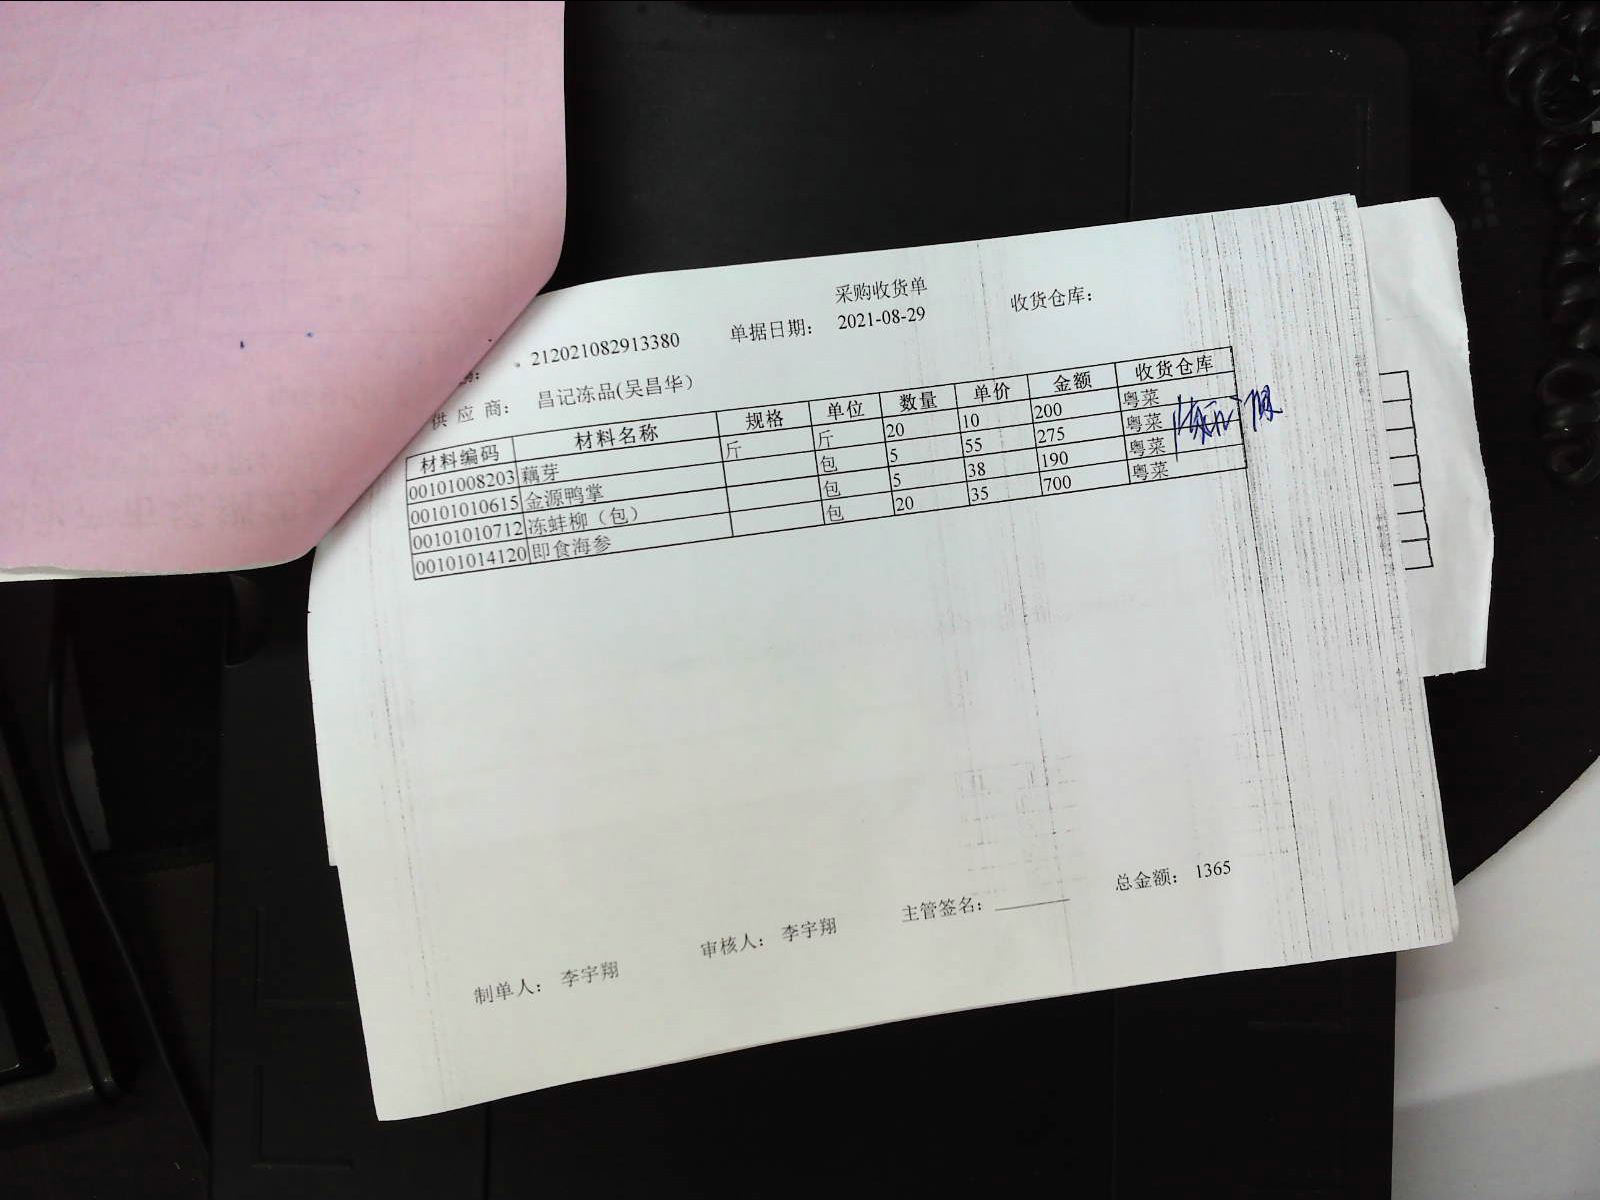 采购收货单
212021082913380 单据日期： 2021-08-29 收货仓库：
供 应 商： 昌记冻品(吴昌华)
材料编码 材料名称 规格 单位 数量 单价 金额 收货仓库
00101008203 藕芽 斤 斤 20 10 200 粤菜
00101010615 金源鸭掌 包 5 55 275 粤菜
00101010712 冻蚌柳（包） 包 5 38 190 粤菜
00101014120 即食海参 包 20 35 700 粤菜
制单人： 李宇翔 审核人： 李宇翔 主管签名： 总金额： 1365